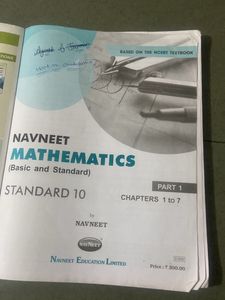 BASED ON THE NCERT TEXTBOOK
NAVNEET
MATHEMATICS
(Basic and Standard)
PART 1
STANDARD 10
CHAPTERS 1 to 7
by
NAVNEET
NAVNEET
NAVNEET EDUCATION LIMITED
Price : ₹ 300.00